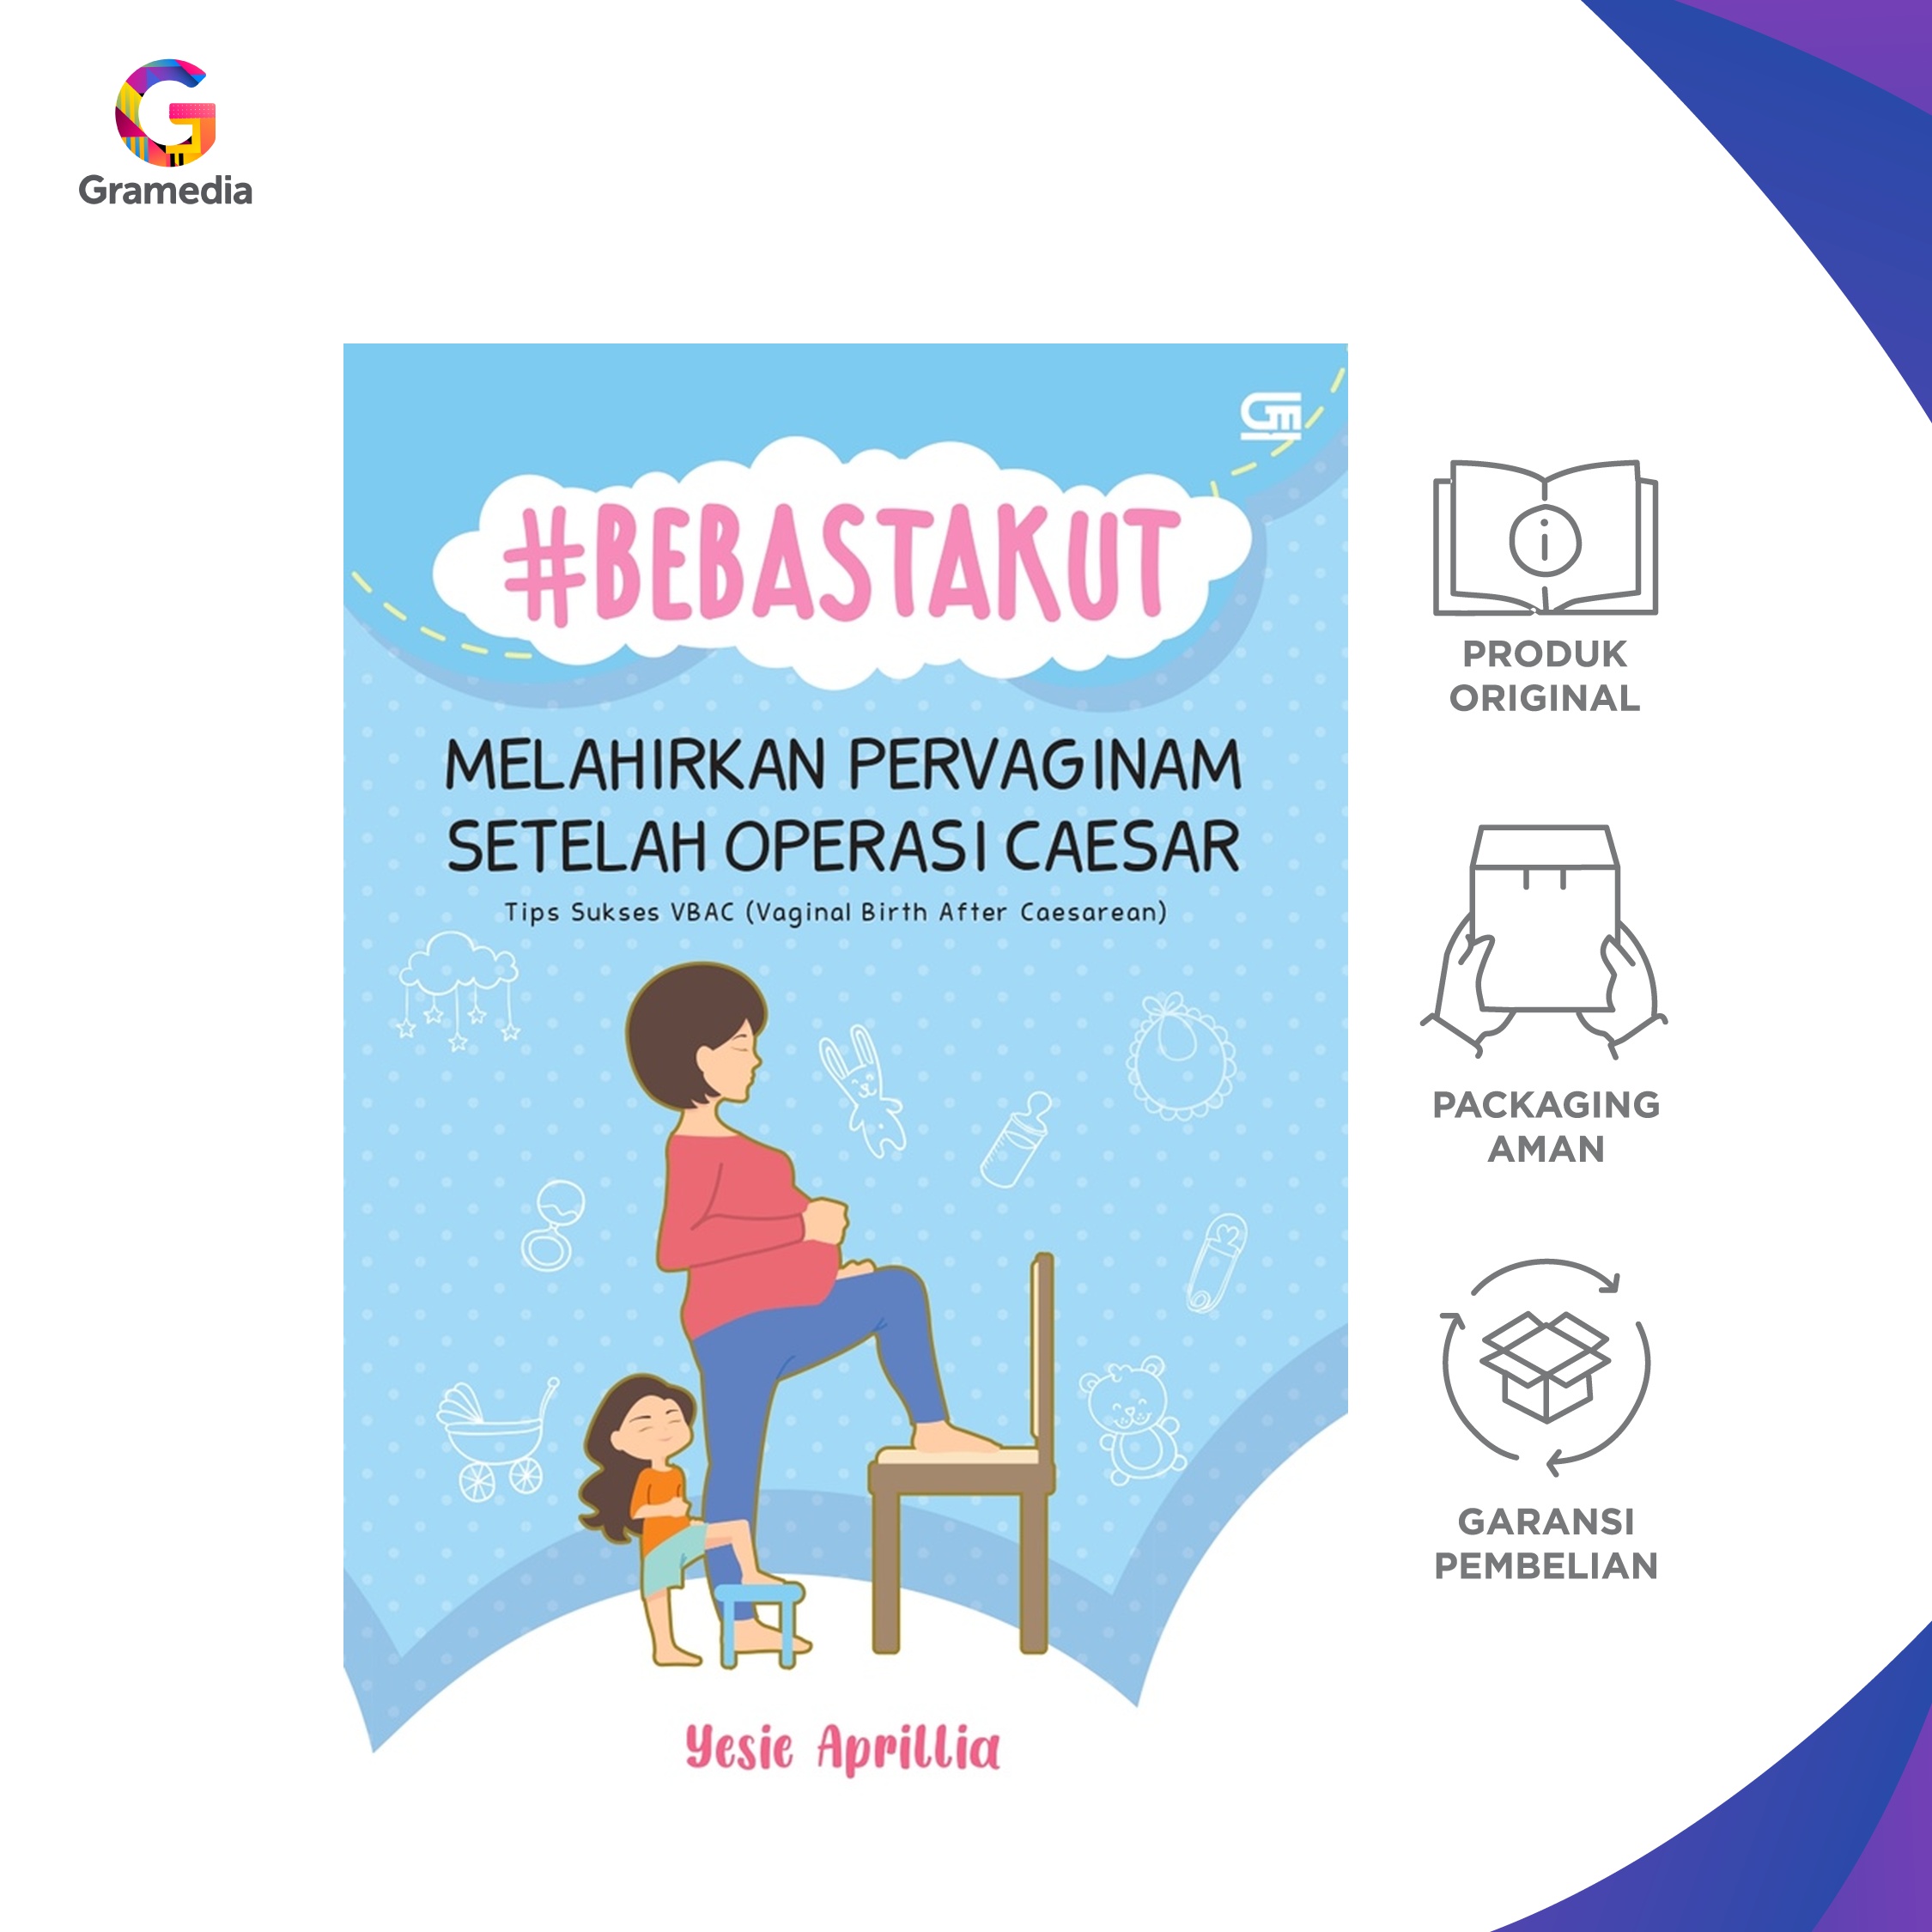 Gramedia
#BEBASTAKUT
MELAHIRKAN PERVAGINAM
SETELAH OPERASI CAESAR
Tips Sukses VBAC (Vaginal Birth After Caesarean)
Yesie Aprillia
PRODUK
ORIGINAL
PACKAGING
AMAN
GARANSI
PEMBELIAN